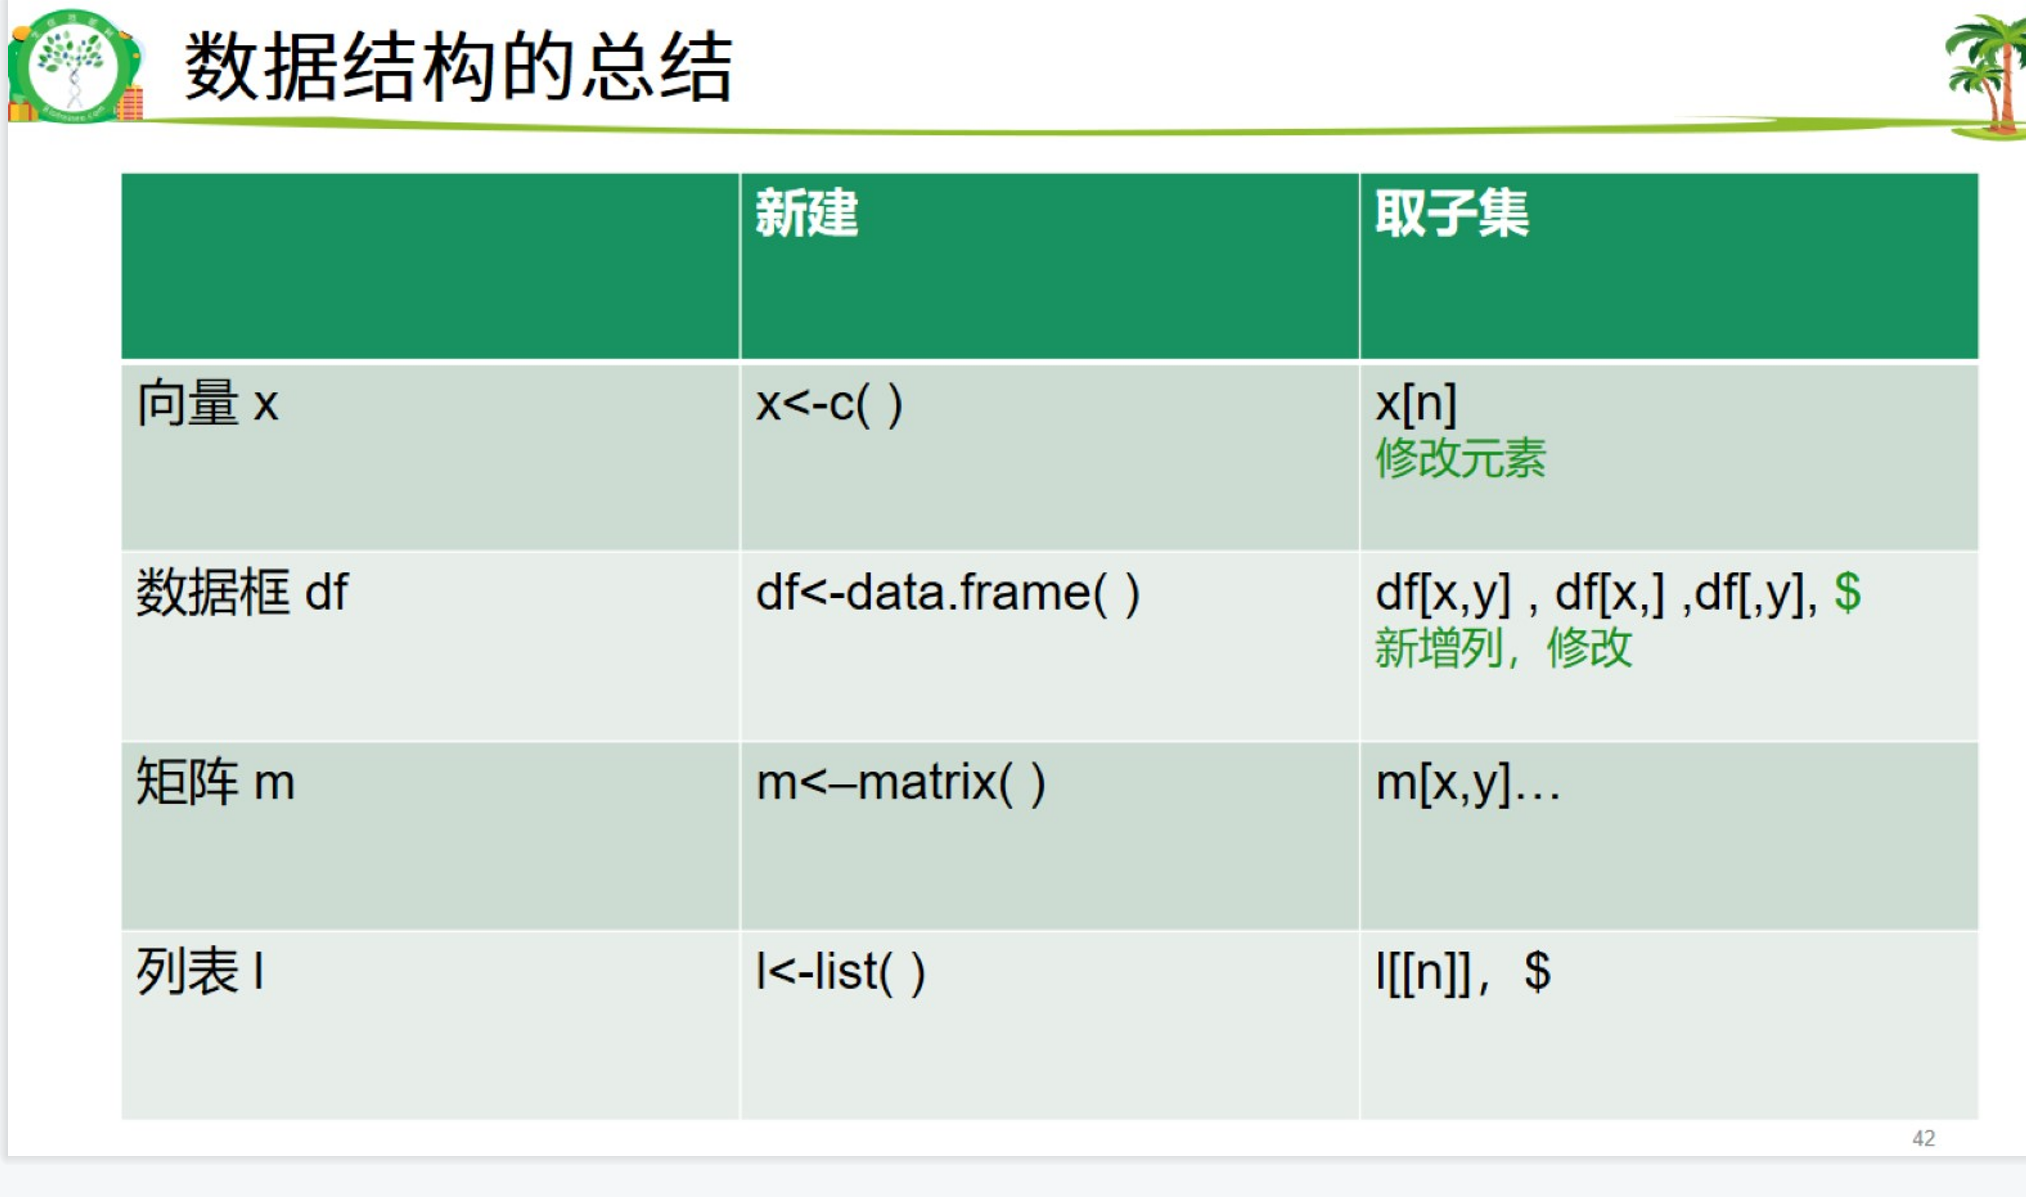 数据结构的总结
新建
取子集
向量 x
x<-c( )
x[n]
修改元素
数据框 df
df<-data.frame( )
df[x,y] , df[x,] ,df[,y], $
新增列，修改
矩阵 m
m<–matrix( )
m[x,y]…
列表 l
l<-list( )
l[[n]]，$
42